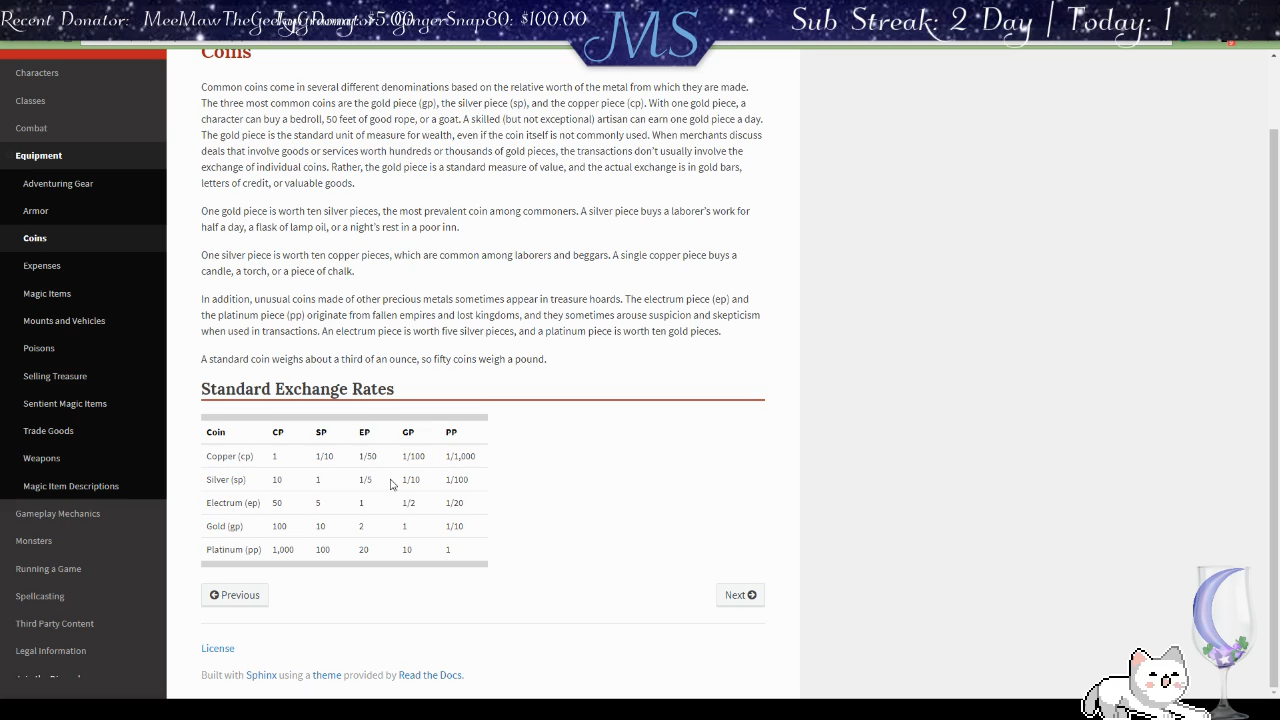 Recent Donator: MeeMawTheGeekyGamer: $5.00
Top Donator: GingerSnap80: $100.00
MS
Sub Streak: 2 Day | Today: 1
Characters
Classes
Combat
Equipment
Adventuring Gear
Armor
Coins
Expenses
Magic Items
Mounts and Vehicles
Poisons
Selling Treasure
Sentient Magic Items
Trade Goods
Weapons
Magic Item Descriptions
Gameplay Mechanics
Monsters
Running a Game
Spellcasting
Third Party Content
Legal Information
Coins
Common coins come in several different denominations based on the relative worth of the metal from which they are made.
The three most common coins are the gold piece (gp), the silver piece (sp), and the copper piece (cp). With one gold piece, a
character can buy a bedroll, 50 feet of good rope, or a goat. A skilled (but not exceptional) artisan can earn one gold piece a day.
The gold piece is the standard unit of measure for wealth, even if the coin itself is not commonly used. When merchants discuss
deals that involve goods or services worth hundreds or thousands of gold pieces, the transactions don't usually involve the
exchange of individual coins. Rather, the gold piece is a standard measure of value, and the actual exchange is in gold bars,
letters of credit, or valuable goods.
One gold piece is worth ten silver pieces, the most prevalent coin among commoners. A silver piece buys a laborer's work for
half a day, a flask of lamp oil, or a night's rest in a poor inn.
One silver piece is worth ten copper pieces, which are common among laborers and beggars. A single copper piece buys a
candle, a torch, or a piece of chalk.
In addition, unusual coins made of other precious metals sometimes appear in treasure hoards. The electrum piece (ep) and
the platinum piece (pp) originate from fallen empires and lost kingdoms, and they sometimes arouse suspicion and skepticism
when used in transactions. An electrum piece is worth five silver pieces, and a platinum piece is worth ten gold pieces.
A standard coin weighs about a third of an ounce, so fifty coins weigh a pound.
Standard Exchange Rates
Coin CP SP EP GP PP
Copper (cp) 1 1/10 1/50 1/100 1/1,000
Silver (sp) 10 1 1/5 1/10 1/100
Electrum (ep) 50 5 1 1/2 1/20
Gold (gp) 100 10 2 1 1/10
Platinum (pp) 1,000 100 20 10 1
Previous
Next
License
Built with Sphinx using a theme provided by Read the Docs.